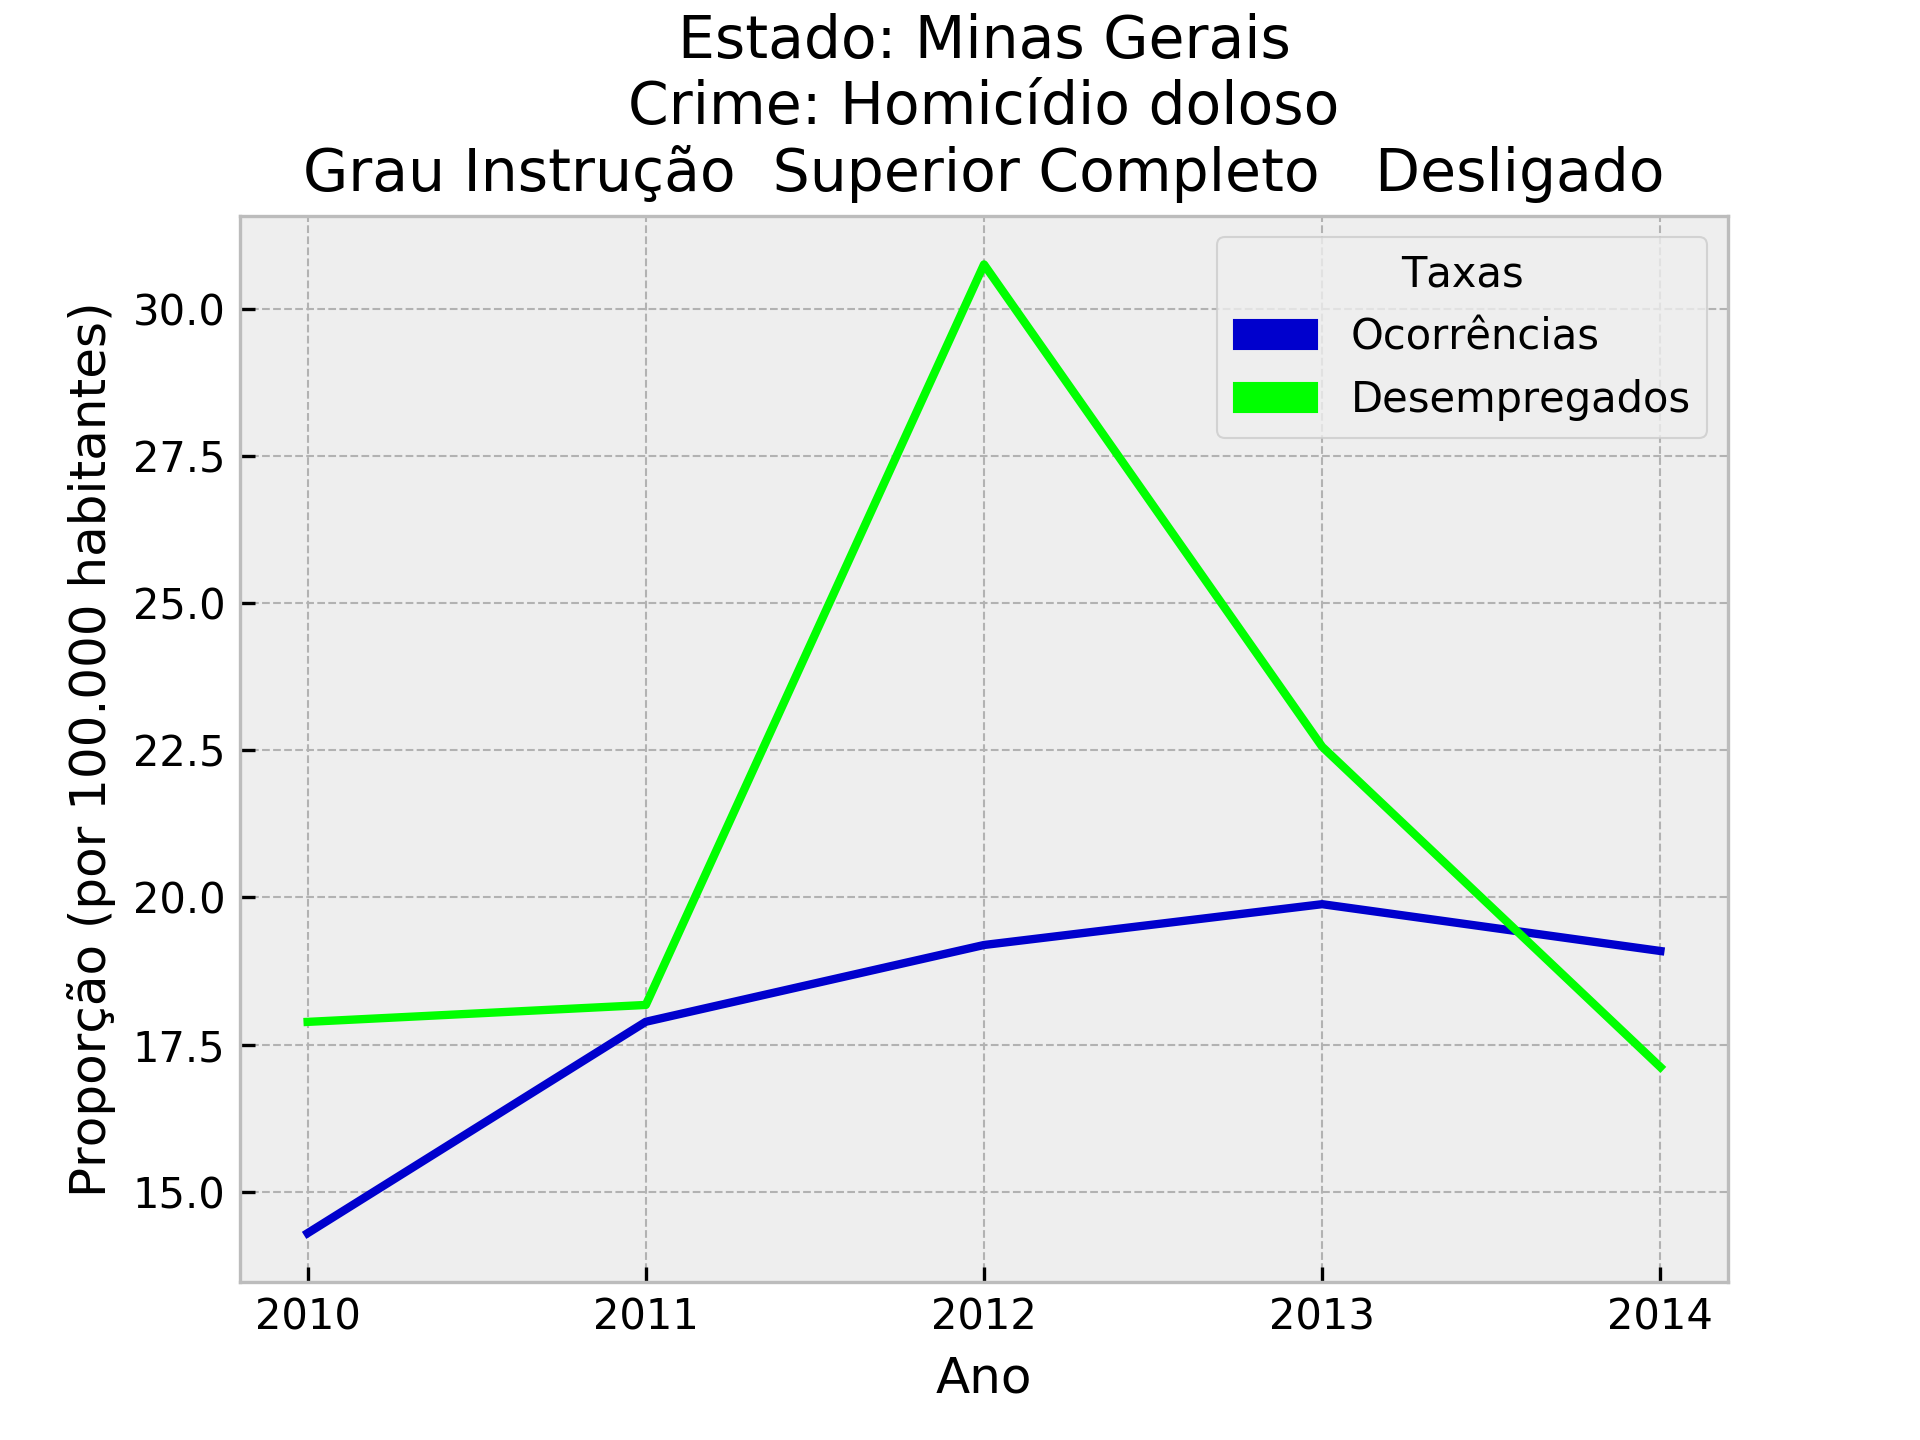 Estado: Minas Gerais
Crime: Homicídio doloso
Grau Instrução  Superior Completo   Desligado
Taxas
Ocorrências
Desempregados
Proporção (por 100.000 habitantes)
30.0
27.5
25.0
22.5
20.0
17.5
15.0
2010 2011 2012 2013 2014
Ano